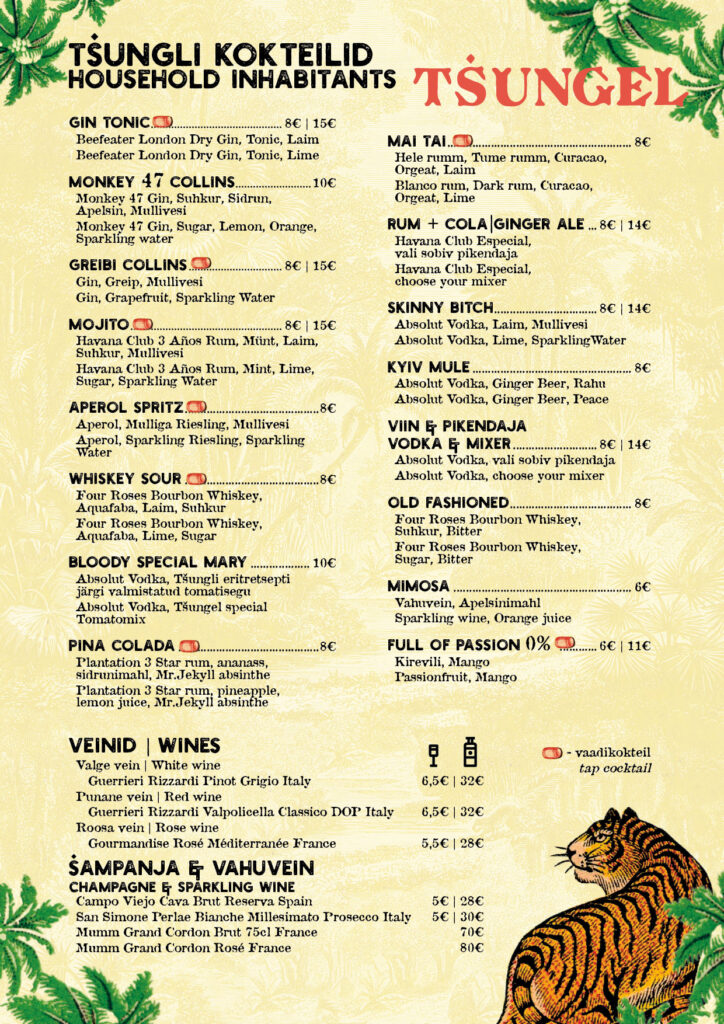 TŠUNGLI KOKTEILID
HOUSEHOLD INHABITANTS
TŠUNGEL
GIN TONIC 8€ | 15€
Beefeater London Dry Gin, Tonic, Laim
Beefeater London Dry Gin, Tonic, Lime
MONKEY 47 COLLINS 10€
Monkey 47 Gin, Suhkur, Sidrun,
Apelsin, Mullivesi
Monkey 47 Gin, Sugar, Lemon, Orange,
Sparkling water
GREIBI COLLINS 8€ | 15€
Gin, Greip, Mullivesi
Gin, Grapefruit, Sparkling Water
MOJITO 8€ | 15€
Havana Club 3 Años Rum, Münt, Laim,
Suhkur, Mullivesi
Havana Club 3 Años Rum, Mint, Lime,
Sugar, Sparkling Water
APEROL SPRITZ 8€
Aperol, Mulliga Riesling, Mullivesi
Aperol, Sparkling Riesling, Sparkling
Water
WHISKEY SOUR 8€
Four Roses Bourbon Whiskey,
Aquafaba, Laim, Suhkur
Four Roses Bourbon Whiskey,
Aquafaba, Lime, Sugar
BLOODY SPECIAL MARY 10€
Absolut Vodka, Tšungli eritretsepti
järgi valmistatud tomatisegu
Absolut Vodka, Tšungel special
Tomatomix
PINA COLADA 8€
Plantation 3 Star rum, ananass,
sidrunimahl, Mr.Jekyll absinthe
Plantation 3 Star rum, pineapple,
lemon juice, Mr.Jekyll absinthe
MAI TAI 8€
Hele rumm, Tume rumm, Curacao,
Orgeat, Laim
Blanco rum, Dark rum, Curacao,
Orgeat, Lime
RUM + COLA|GINGER ALE 8€ | 14€
Havana Club Especial,
vali sobiv pikendaja
Havana Club Especial,
choose your mixer
SKINNY BITCH 8€ | 14€
Absolut Vodka, Laim, Mullivesi
Absolut Vodka, Lime, SparklingWater
KYIV MULE 8€
Absolut Vodka, Ginger Beer, Rahu
Absolut Vodka, Ginger Beer, Peace
VIIN & PIKENDAJA
VODKA & MIXER 8€ | 14€
Absolut Vodka, vali sobiv pikendaja
Absolut Vodka, choose your mixer
OLD FASHIONED 8€
Four Roses Bourbon Whiskey,
Suhkur, Bitter
Four Roses Bourbon Whiskey,
Sugar, Bitter
MIMOSA 6€
Vahuvein, Apelsinimahl
Sparkling wine, Orange juice
FULL OF PASSION 0% 6€ | 11€
Kirevili, Mango
Passionfruit, Mango
VEINID | WINES
Valge vein | White wine
Guerrieri Rizzardi Pinot Grigio Italy 6,5€ | 32€
Punane vein | Red wine
Guerrieri Rizzardi Valpolicella Classico DOP Italy 6,5€ | 32€
Roosa vein | Rose wine
Gourmandise Rosé Méditerranée France 5,5€ | 28€
ŠAMPANJA & VAHUVEIN
CHAMPAGNE & SPARKLING WINE
Campo Viejo Cava Brut Reserva Spain 5€ | 28€
San Simone Perlae Bianche Millesimato Prosecco Italy 5€ | 30€
Mumm Grand Cordon Brut 75cl France 70€
Mumm Grand Cordon Rosé France 80€
- vaadikokteil
tap cocktail